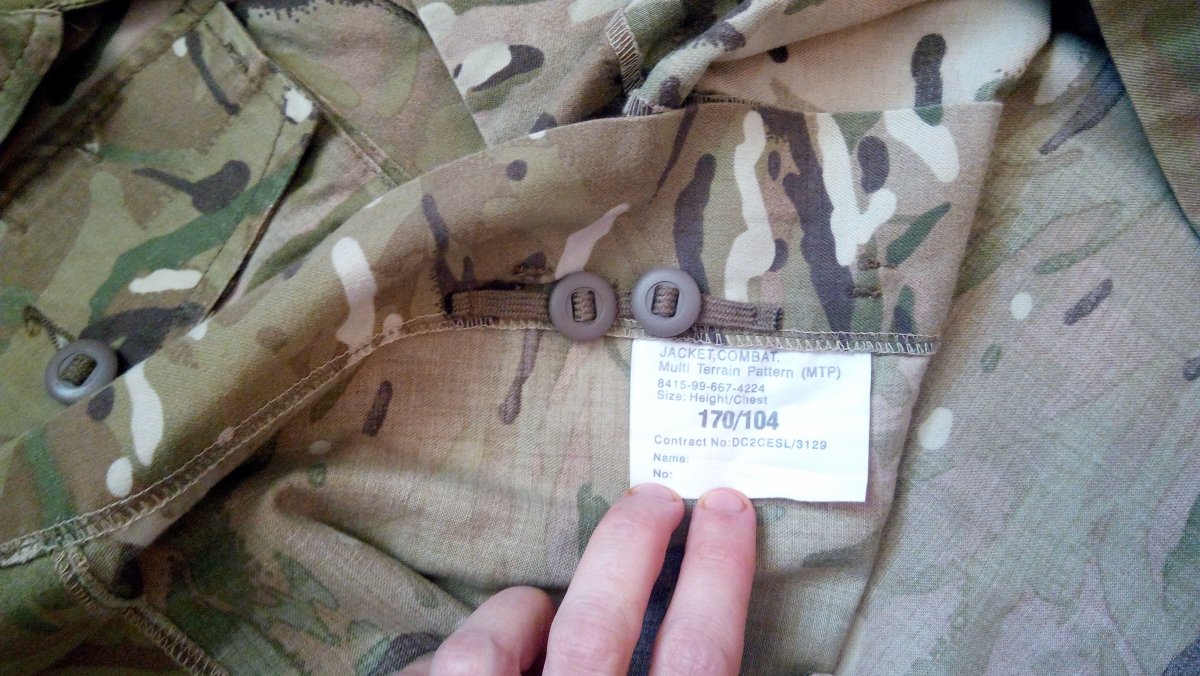 JACKET,COMBAT.
Multi Terrain Pattern (MTP)
8415-99-667-4224
Size: Height/Chest
170/104
Contract No:DC2CESL/3129
Name:
No: